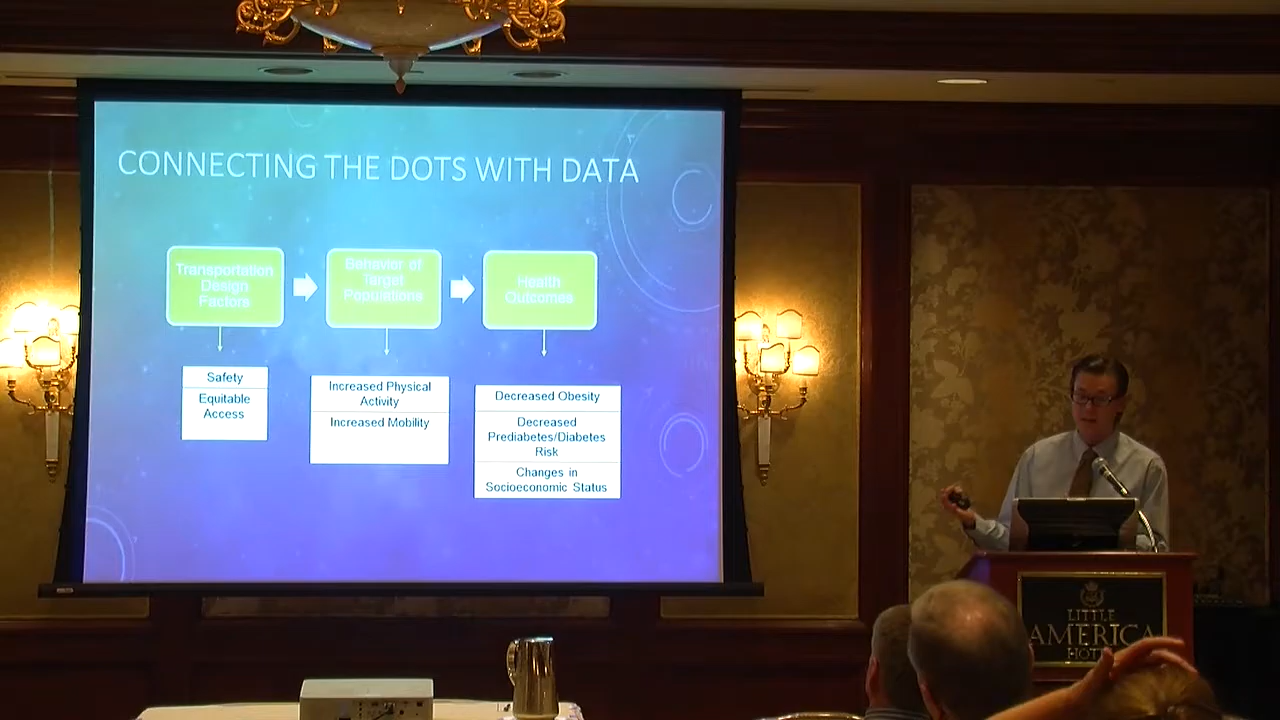 CONNECTING THE DOTS WITH DATA
Transportation
Design
Factors
Behavior of
Target
Populations
Health
Outcomes
Safety
Equitable
Access
Increased Physical
Activity
Increased Mobility
Decreased Obesity
Decreased
Prediabetes/Diabetes
Risk
Changes in
Socioeconomic Status
LITTLE
AMERICA
HOTEL